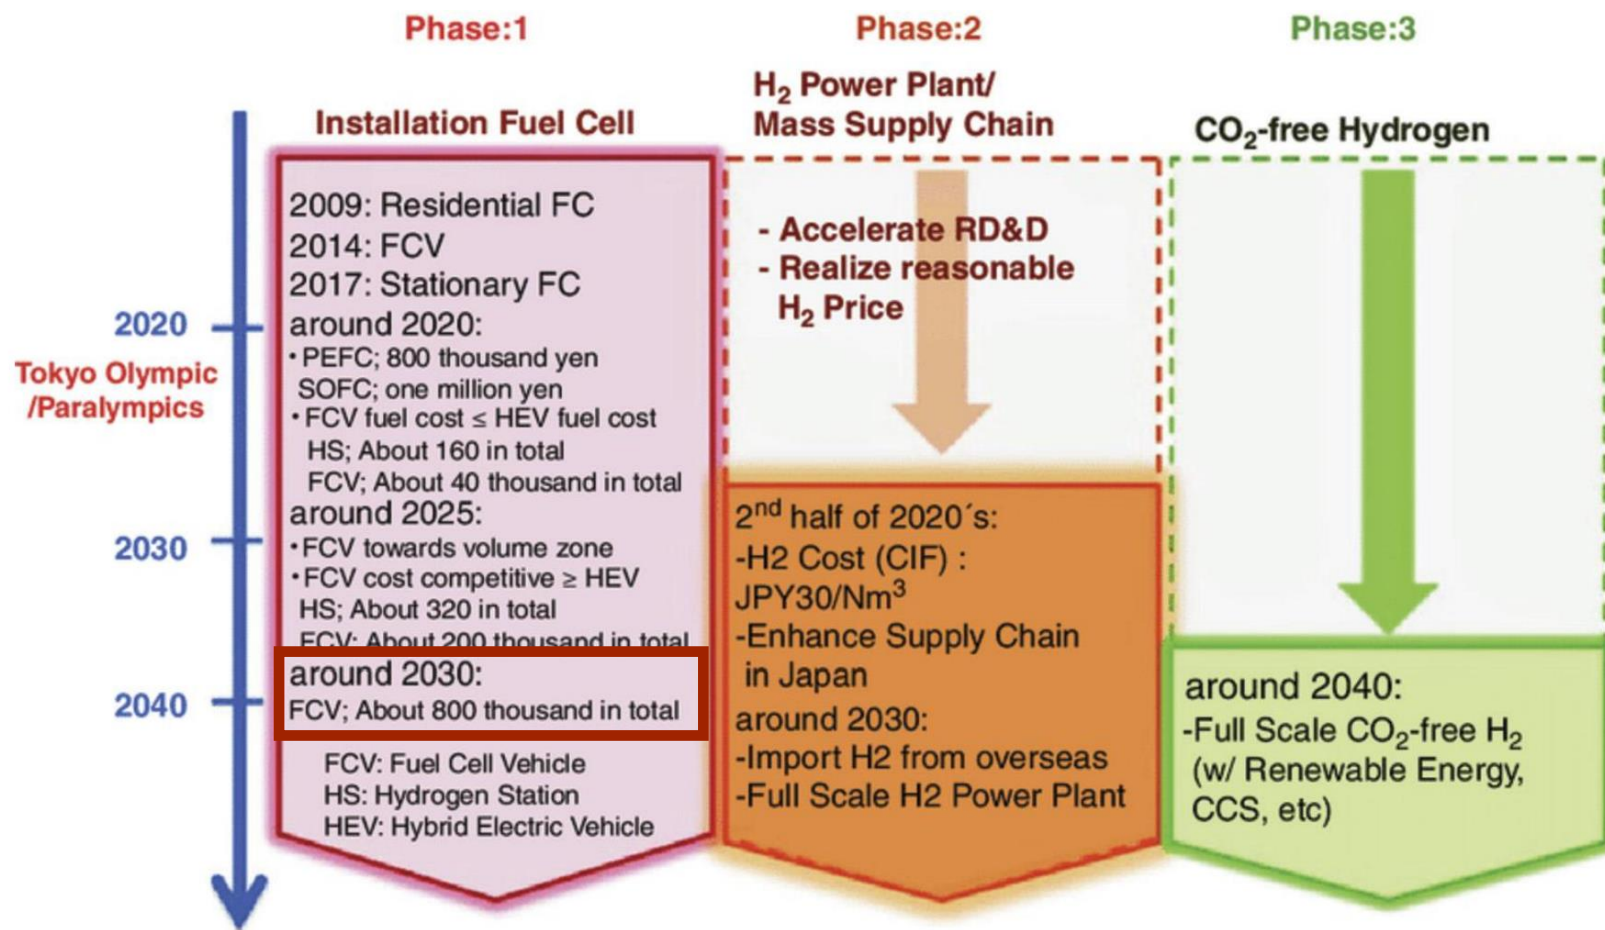 Phase:1
Phase:2
Phase:3
Installation Fuel Cell
H₂ Power Plant/
Mass Supply Chain
CO₂-free Hydrogen
2020
Tokyo Olympic
/Paralympics
2030
2040
2009: Residential FC
2014: FCV
2017: Stationary FC
around 2020:
・PEFC; 800 thousand yen
SOFC; one million yen
・FCV fuel cost ≤ HEV fuel cost
HS; About 160 in total
FCV; About 40 thousand in total
around 2025:
・FCV towards volume zone
・FCV cost competitive ≥ HEV
HS; About 320 in total
FCV; About 200 thousand in total
around 2030:
FCV; About 800 thousand in total
FCV: Fuel Cell Vehicle
HS: Hydrogen Station
HEV: Hybrid Electric Vehicle
- Accelerate RD&D
- Realize reasonable
H₂ Price
2nd half of 2020´s:
-H2 Cost (CIF) :
JPY30/Nm³
-Enhance Supply Chain
in Japan
around 2030:
-Import H2 from overseas
-Full Scale H2 Power Plant
around 2040:
-Full Scale CO₂-free H₂
(w/ Renewable Energy,
CCS, etc)